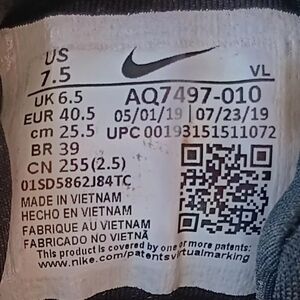 US
7.5 VL
UK 6.5 AQ7497-010
EUR 40.5 05/01/19 07/23/19
cm 25.5 UPC 00193151511072
BR 39
CN 255(2.5)
01SD5862J84TC
MADE IN VIETNAM
HECHO EN VIETNAM
FABRIQUE AU VIETNAM
FABRICADO NO VIETNÃ
This product is covered by one or more patents.
www.nike.com/patentsvirtualmarking